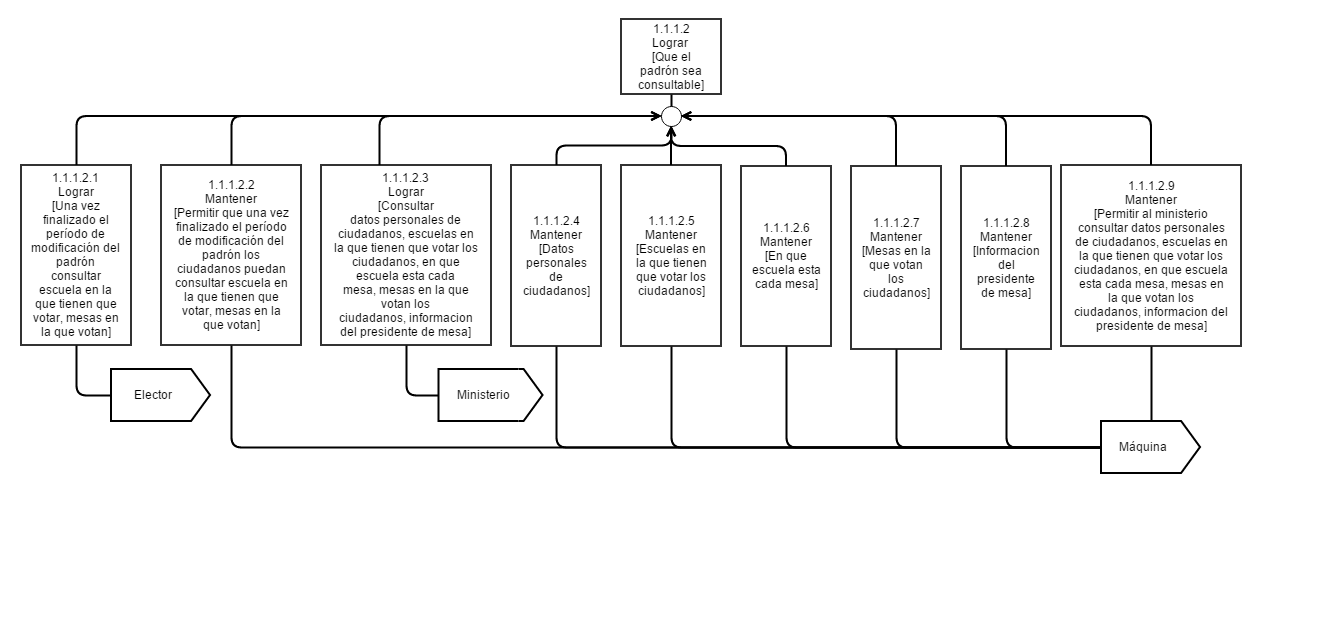 1.1.1.2
Lograr
[Que el
padrón sea
consultable]
1.1.1.2.1
Lograr
[Una vez
finalizado el
período de
modificación del
padrón
consultar
escuela en la
que tienen que
votar, mesas en
la que votan]
1.1.1.2.2
Mantener
[Permitir que una vez
finalizado el período
de modificación del
padrón los
ciudadanos puedan
consultar escuela en
la que tienen que
votar, mesas en la
que votan]
1.1.1.2.3
Lograr
[Consultar
datos personales de
ciudadanos, escuelas en
la que tienen que votar los
ciudadanos, en que
escuela esta cada
mesa, mesas en la que
votan los
ciudadanos, informacion
del presidente de mesa]
1.1.1.2.4
Mantener
[Datos
personales
de
ciudadanos]
1.1.1.2.5
Mantener
[Escuelas en
la que tienen
que votar los
ciudadanos]
1.1.1.2.6
Mantener
[En que
escuela esta
cada mesa]
1.1.1.2.7
Mantener
[Mesas en la
que votan
los
ciudadanos]
1.1.1.2.8
Mantener
[Informacion
del
presidente
de mesa]
1.1.1.2.9
Mantener
[Permitir al ministerio
consultar datos personales
de ciudadanos, escuelas en
la que tienen que votar los
ciudadanos, en que escuela
esta cada mesa, mesas en
la que votan los
ciudadanos, informacion del
presidente de mesa]
Elector
Ministerio
Máquina